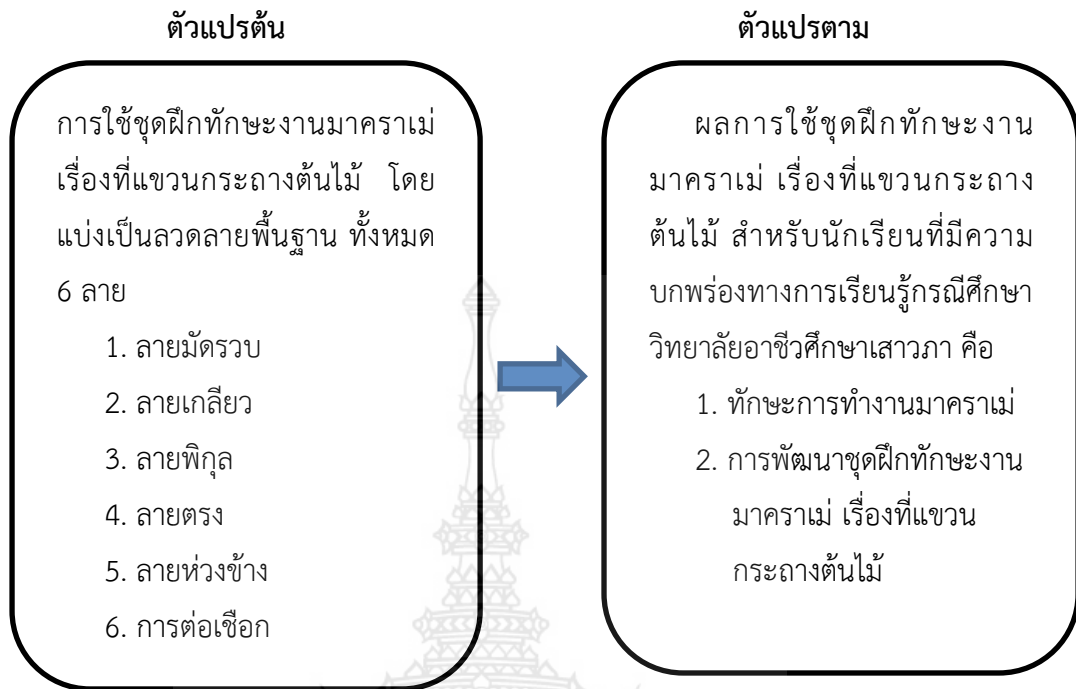 ตัวแปรต้น
การใช้ชุดฝึกทักษะงานมาคราเม่
เรื่องที่แขวนกระถางต้นไม้ โดย
แบ่งเป็นลวดลายพื้นฐาน ทั้งหมด
6 ลาย
1. ลายมัดรวบ
2. ลายเกลียว
3. ลายพิกุล
4. ลายตรง
5. ลายห่วงข้าง
6. การต่อเชือก
ตัวแปรตาม
ผลการใช้ชุดฝึกทักษะงาน
มาคราเม่ เรื่องที่แขวนกระถาง
ต้นไม้ สำหรับนักเรียนที่มีความ
บกพร่องทางการเรียนรู้กรณีศึกษา
วิทยาลัยอาชีวศึกษาเสาวภา คือ
1. ทักษะการทำงานมาคราเม่
2. การพัฒนาชุดฝึกทักษะงาน
มาคราเม่ เรื่องที่แขวน
กระถางต้นไม้